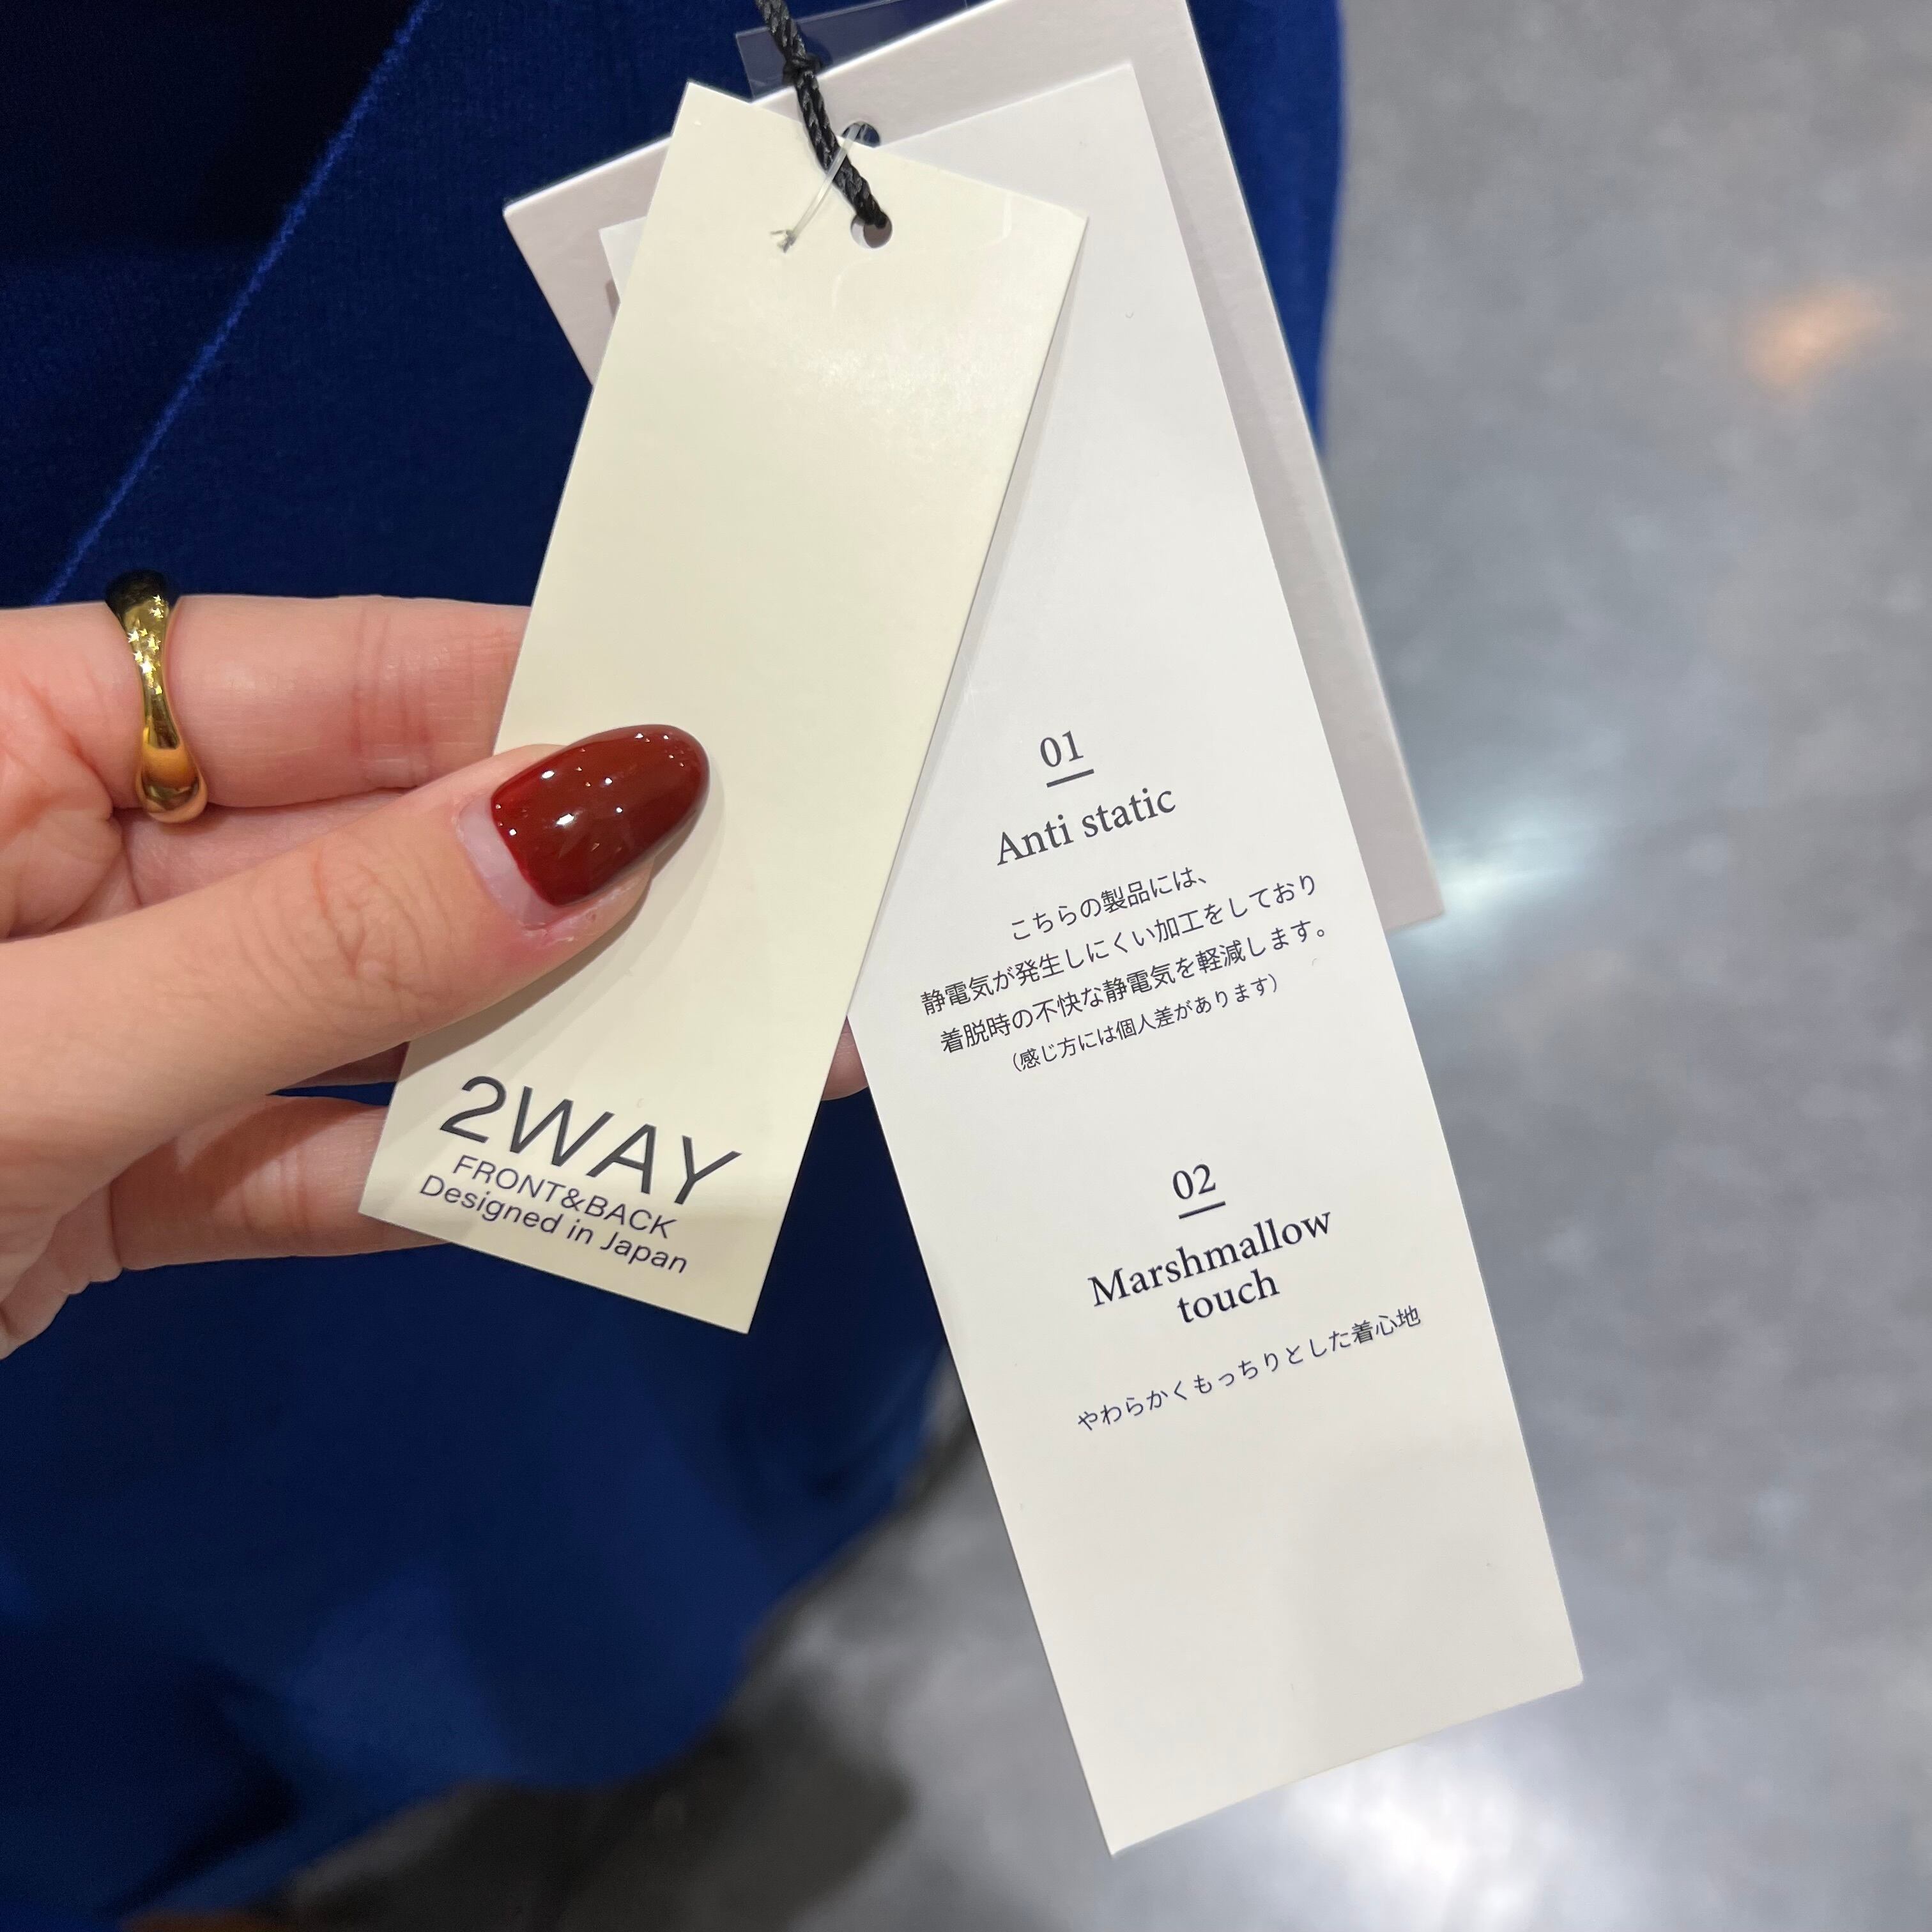 2WAY
FRONT&BACK
Designed in Japan
01
Anti static
こちらの製品には、
静電気が発生しにくい加工をしており
着脱時の不快な静電気を軽減します。
(感じ方には個人差があります)
02
Marshmallow
touch
やわらかくもっちりとした着心地